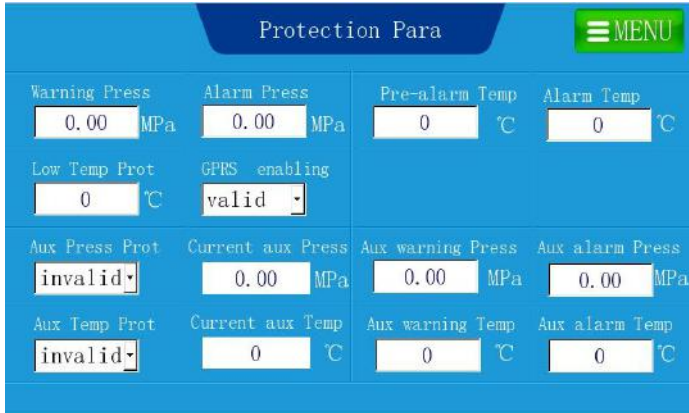 Protection Para
MENU
Warning Press Alarm Press Pre-alarm Temp Alarm Temp
0.00 MPa 0.00 MPa 0 ℃ 0 ℃
Low Temp Prot GPRS enabling
0 ℃ valid
Aux Press Prot Current aux Press Aux warning Press Aux alarm Press
invalid 0.00 MPa 0.00 MPa 0.00 MPa
Aux Temp Prot Current aux Temp Aux warning Temp Aux alarm Temp
invalid 0 ℃ 0 ℃ 0 ℃